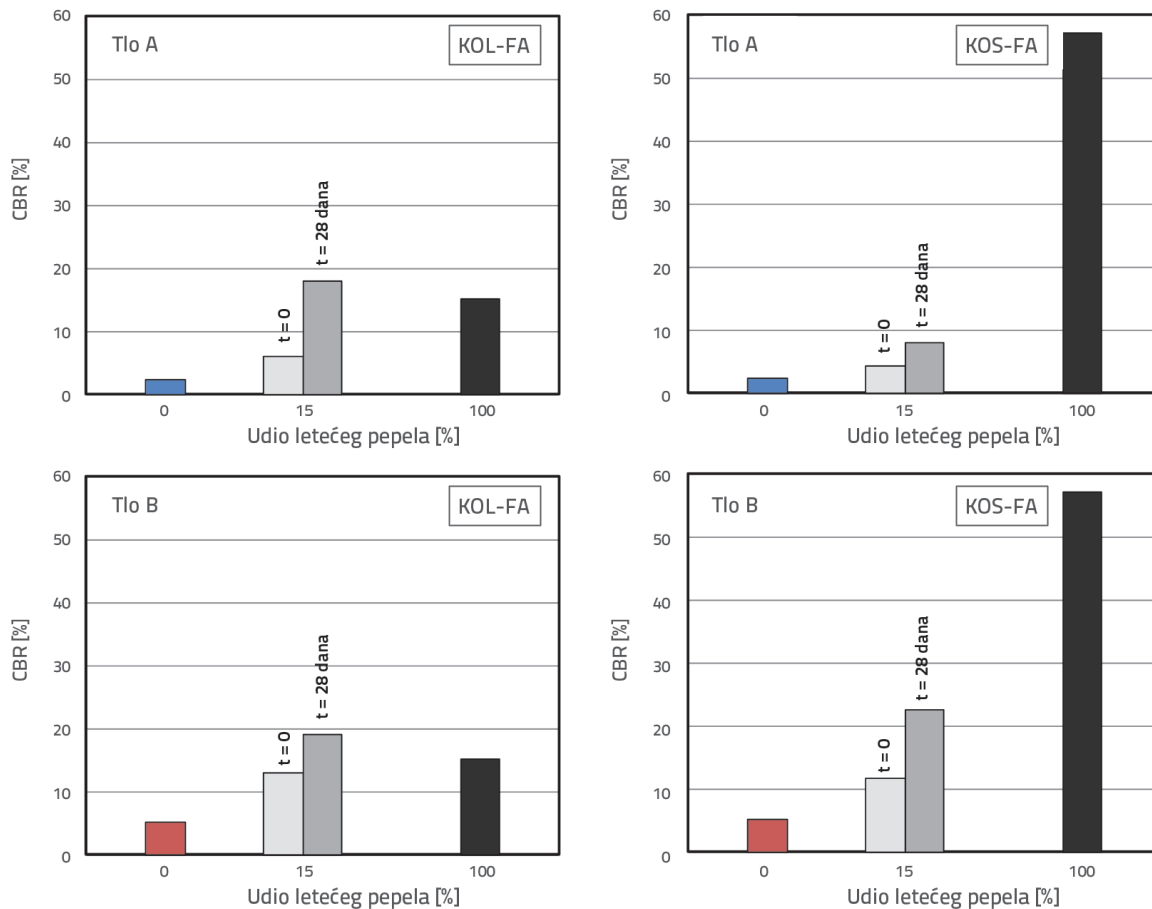 Tlo A
KOL-FA
CBR [%]
60
50
40
30
20
10
0
t = 0
t = 28 dana
0
15
100
Udio letećeg pepela [%]
Tlo A
KOS-FA
CBR [%]
60
50
40
30
20
10
0
t = 0
t = 28 dana
0
15
100
Udio letećeg pepela [%]
Tlo B
KOL-FA
CBR [%]
60
50
40
30
20
10
0
t = 0
t = 28 dana
0
15
100
Udio letećeg pepela [%]
Tlo B
KOS-FA
CBR [%]
60
50
40
30
20
10
0
t = 0
t = 28 dana
0
15
100
Udio letećeg pepela [%]